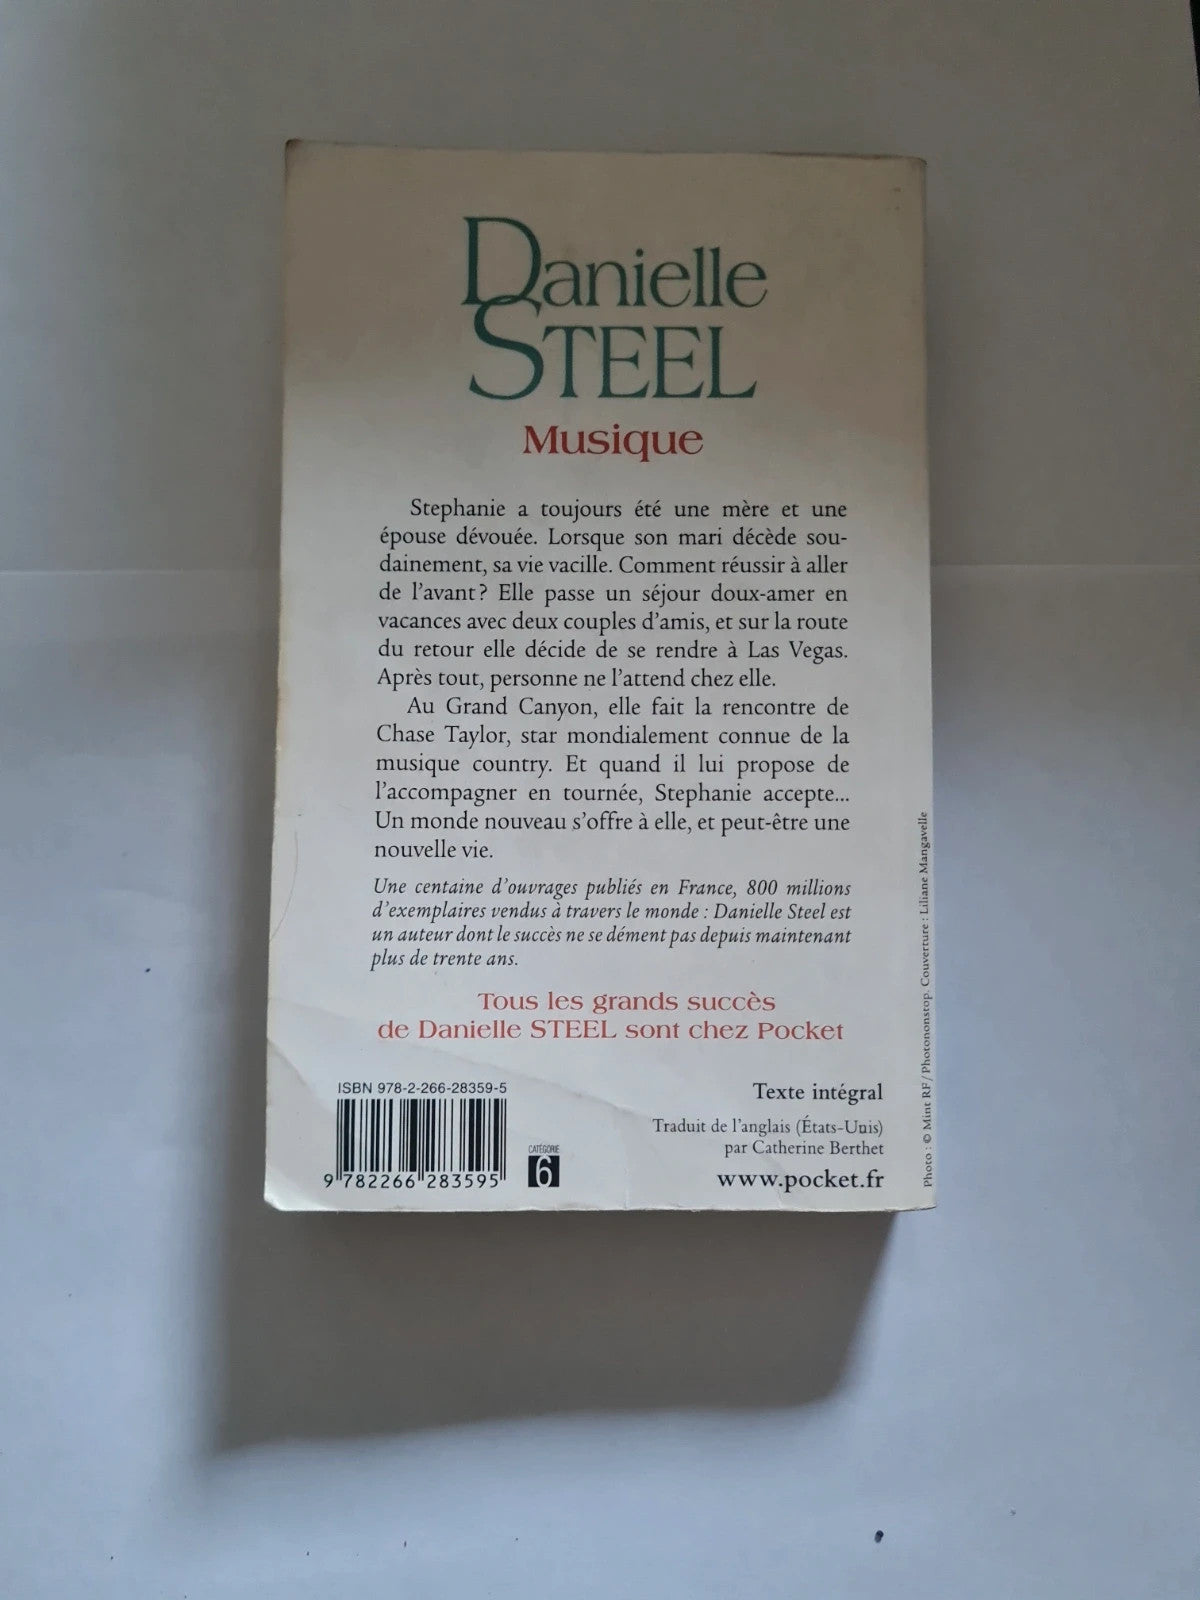 Danielle
STEEL
Musique
Stephanie a toujours été une mère et une
épouse dévouée. Lorsque son mari décède sou-
dainement, sa vie vacille. Comment réussir à aller
de l'avant ? Elle passe un séjour doux-amer en
vacances avec deux couples d'amis, et sur la route
du retour elle décide de se rendre à Las Vegas.
Après tout, personne ne l'attend chez elle.
Au Grand Canyon, elle fait la rencontre de
Chase Taylor, star mondialement connue de la
musique country. Et quand il lui propose de
l'accompagner en tournée, Stephanie accepte...
Un monde nouveau s'offre à elle, et peut-être une
nouvelle vie.
Une centaine d'ouvrages publiés en France, 800 millions
d'exemplaires vendus à travers le monde : Danielle Steel est
un auteur dont le succès ne se dément pas depuis maintenant
plus de trente ans.
Tous les grands succès
de Danielle STEEL sont chez Pocket
ISBN 978-2-266-28359-5
9 782266 283595
CATÉGORIE
6
Texte intégral
Traduit de l'anglais (États-Unis)
par Catherine Berthet
www.pocket.fr
Photo : © Mint RF / Photononstop. Couverture : Liliane Mangavelle